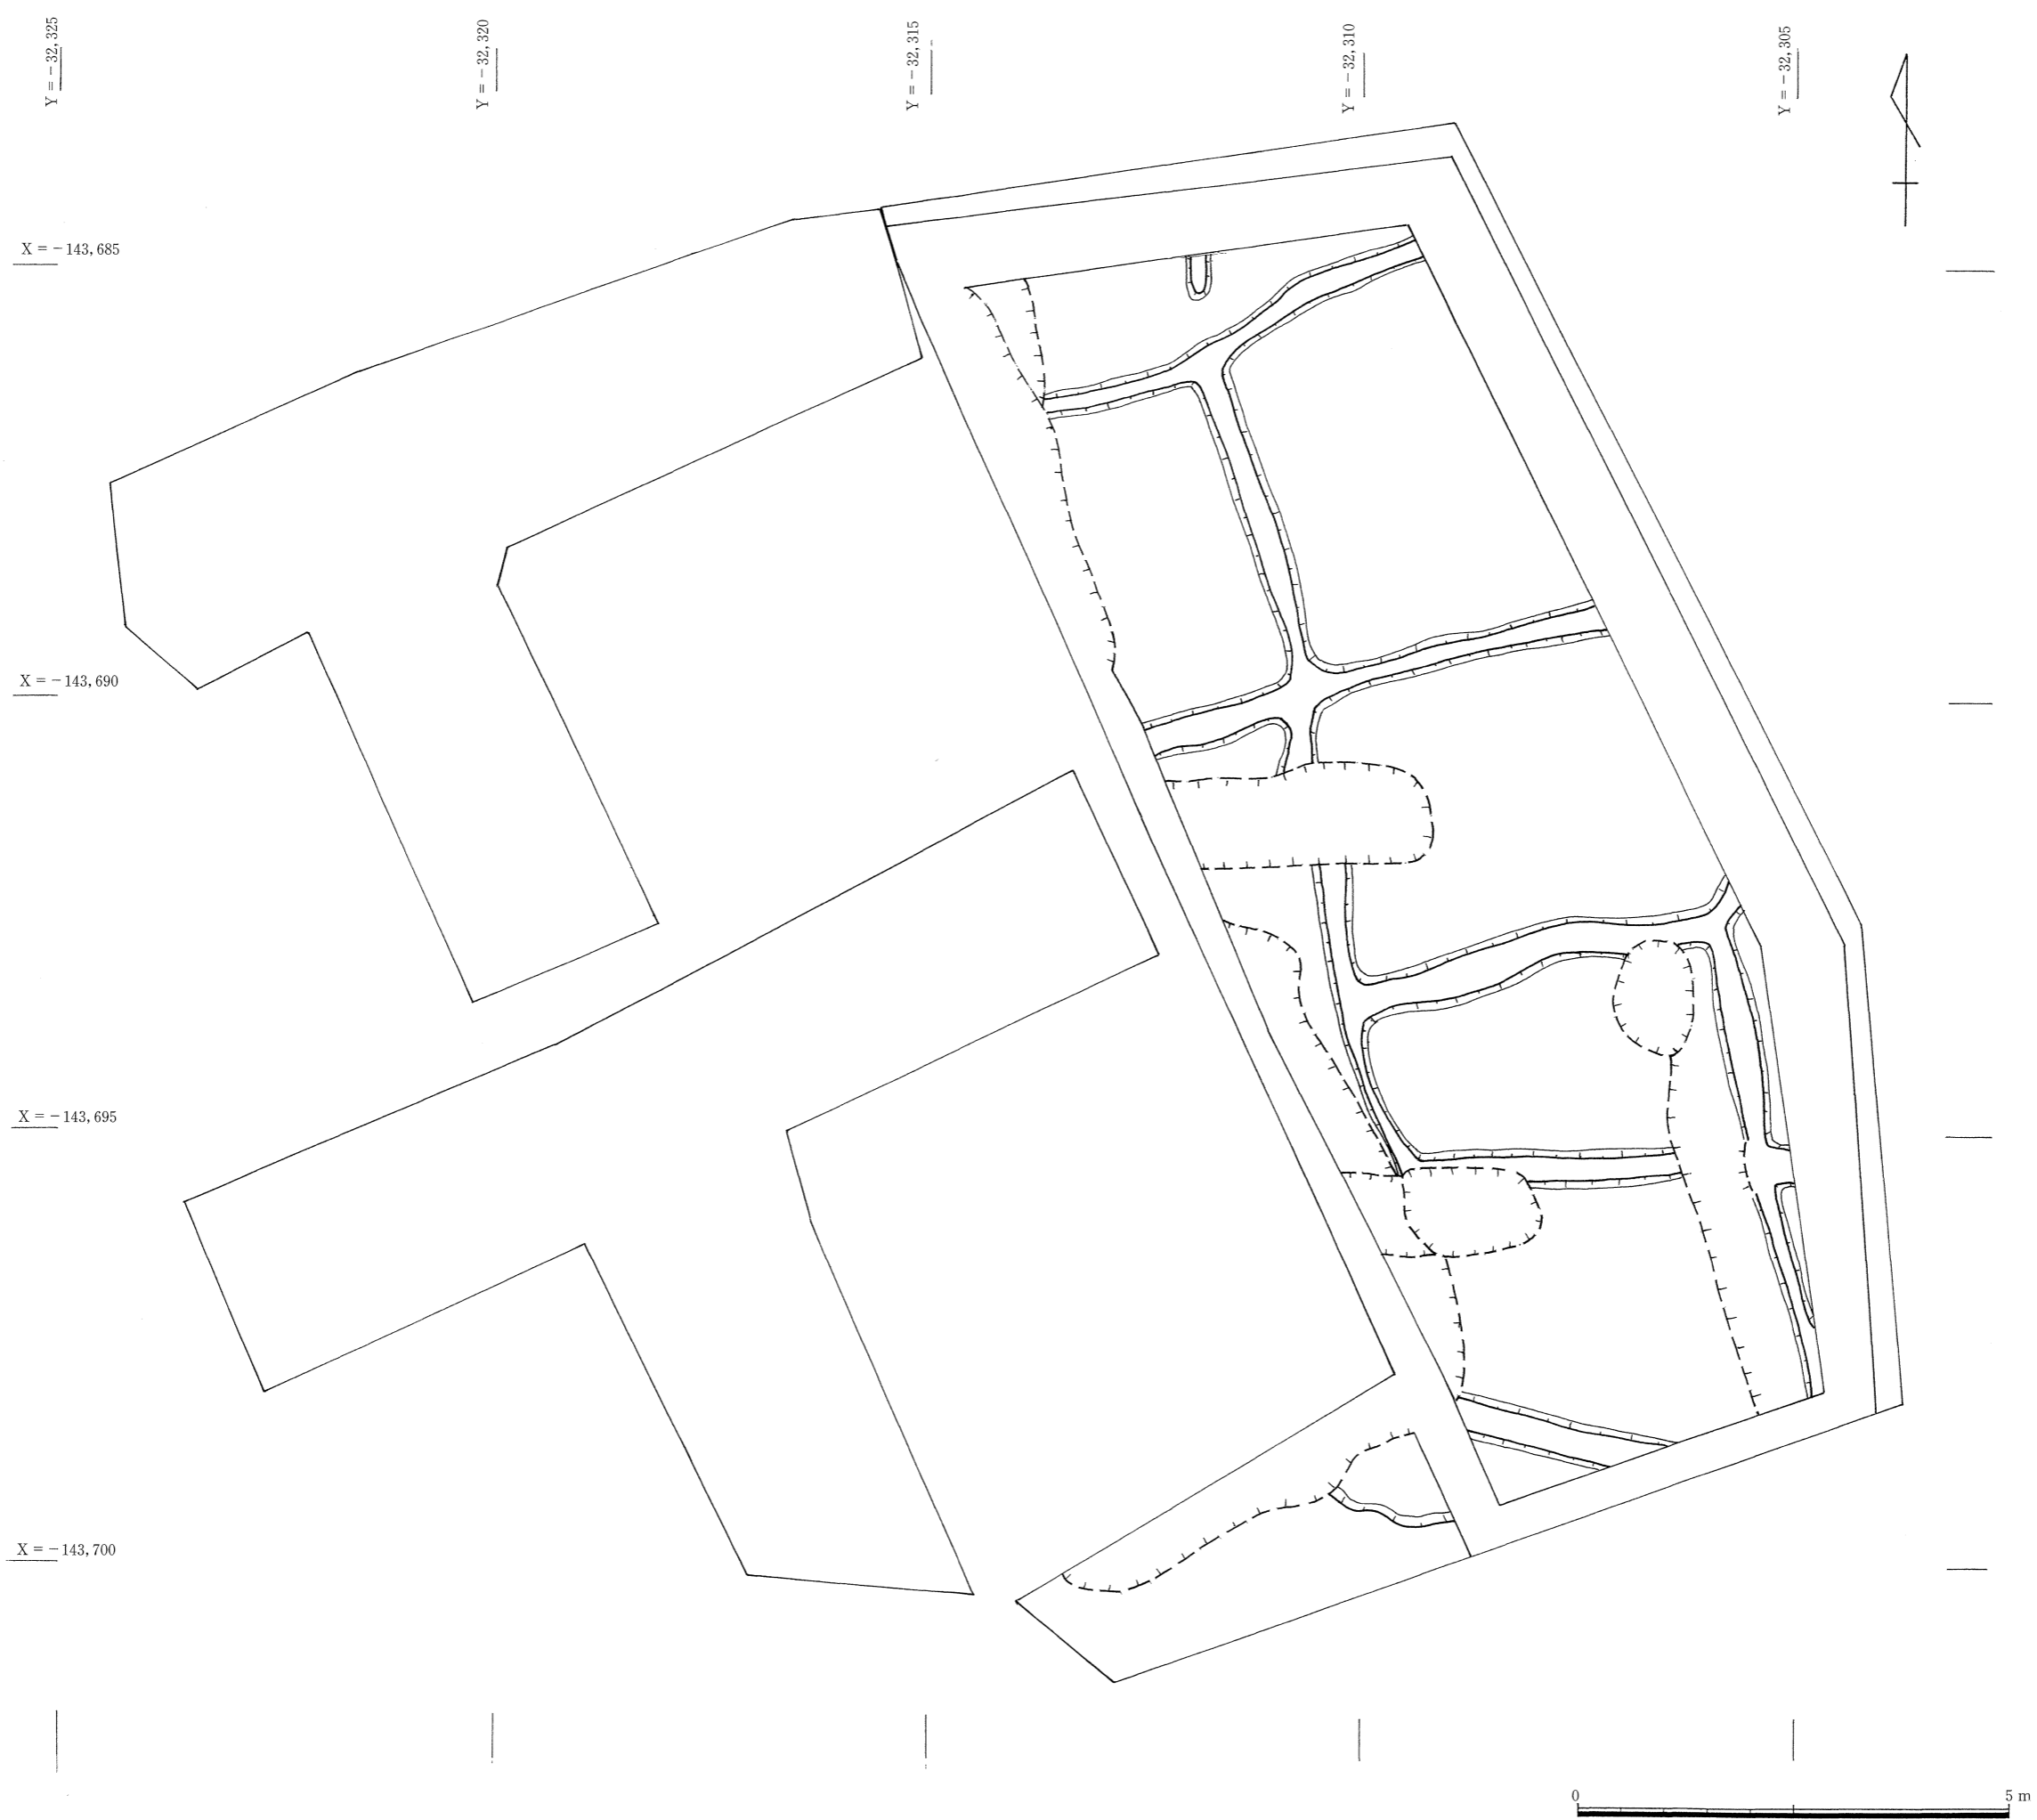 Y = －32,325
Y = －32,320
Y = －32,315
Y = －32,310
Y = －32,305
X = －143,685
X = －143,690
X = －143,695
X = －143,700
0
5 m